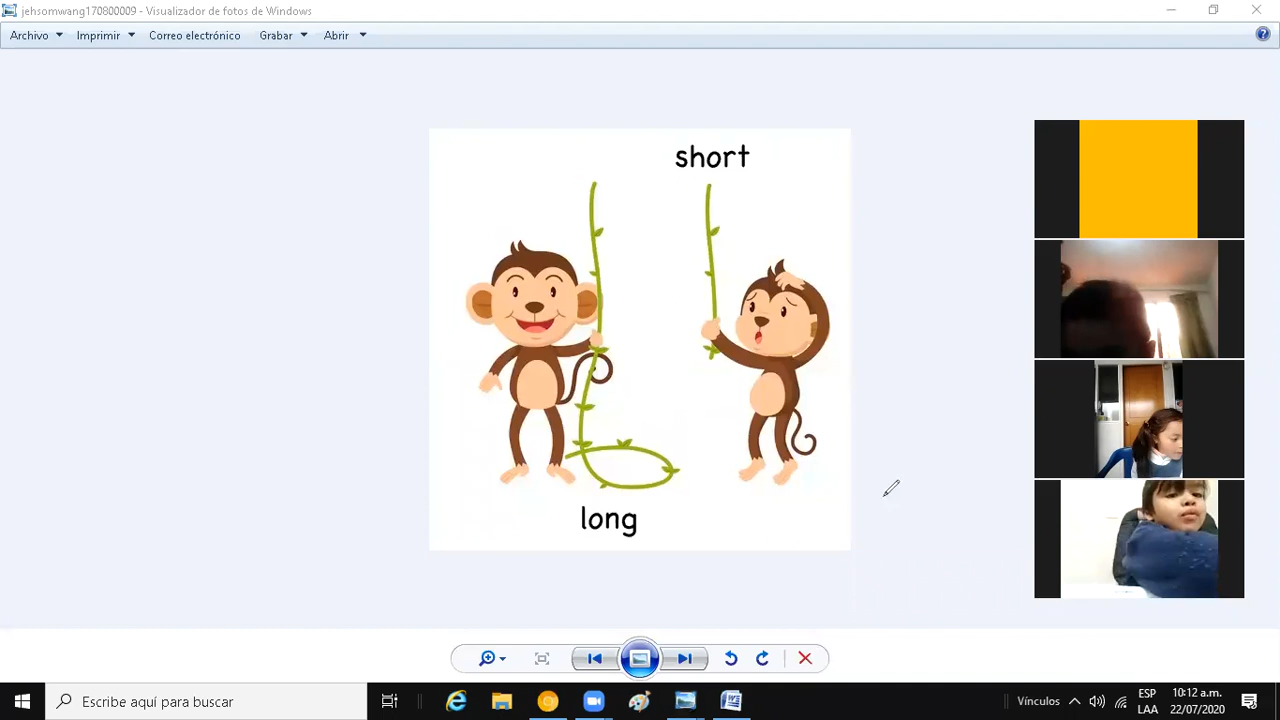 jehsomwang170800009 - Visualizador de fotos de Windows
Archivo Imprimir Correo electrónico Grabar Abrir
short
long
Escribe aquí para buscar
Vínculos
ESP
LAA
10:12 a.m.
22/07/2020